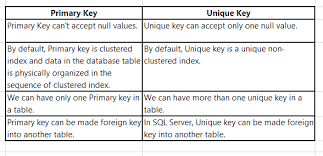 Primary Key
Unique Key
Primary Key can't accept null values.
Unique key can accept only one null value.
By default, Primary key is clustered
index and data in the database table
is physically organized in the
sequence of clustered index.
By default, Unique key is a unique non-
clustered index.
We can have only one Primary key in
a table.
We can have more than one unique key in a
table.
Primary key can be made foreign key
into another table.
In SQL Server, Unique key can be made foreign
key into another table.